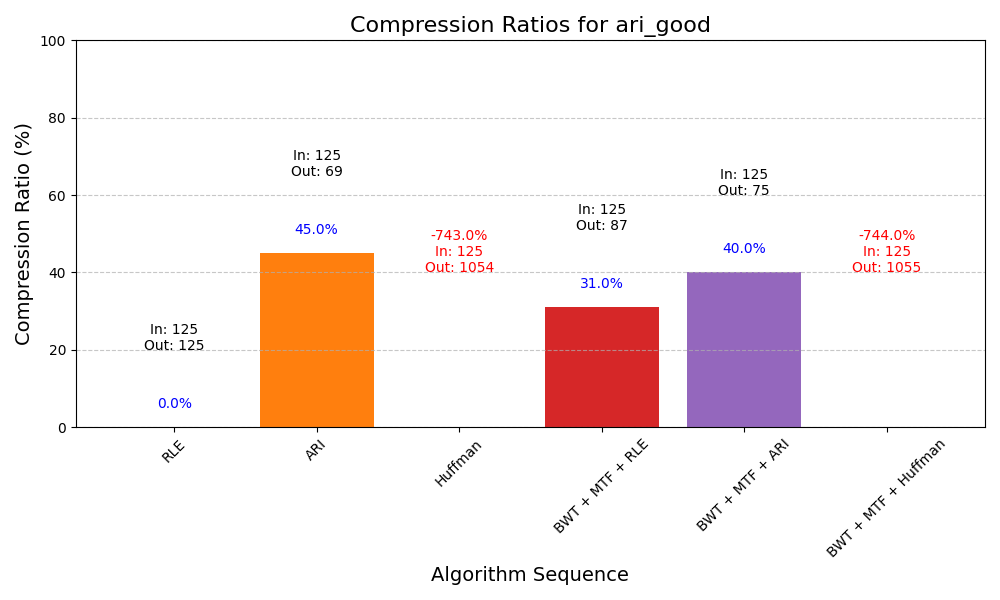 Compression Ratios for ari_good
Compression Ratio (%)
100
80
60
40
20
0
In: 125
Out: 125
0.0%
In: 125
Out: 69
45.0%
-743.0%
In: 125
Out: 1054
In: 125
Out: 87
31.0%
In: 125
Out: 75
40.0%
-744.0%
In: 125
Out: 1055
RLE
ARI
Huffman
BWT + MTF + RLE
BWT + MTF + ARI
BWT + MTF + Huffman
Algorithm Sequence